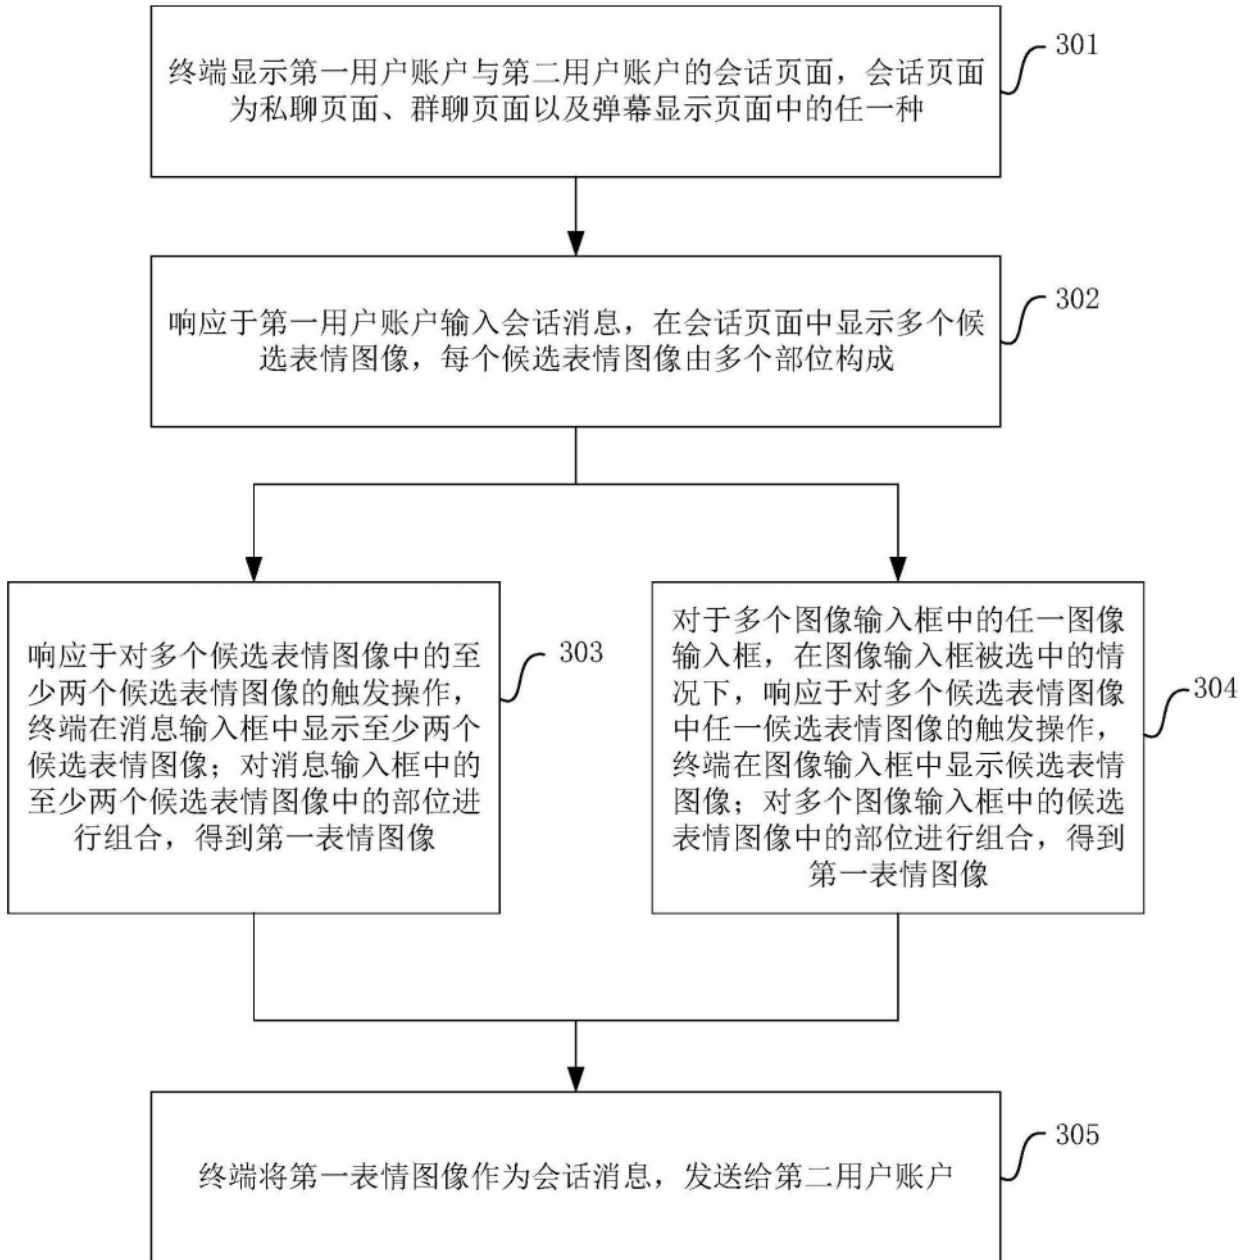 终端显示第一用户账户与第二用户账户的会话页面，会话页面
为私聊页面、群聊页面以及弹幕显示页面中的任一种
301
响应于第一用户账户输入会话消息，在会话页面中显示多个候
选表情图像，每个候选表情图像由多个部位构成
302
响应于对多个候选表情图像中的至
少两个候选表情图像的触发操作，
终端在消息输入框中显示至少两个
候选表情图像；对消息输入框中的
至少两个候选表情图像中的部位进
行组合，得到第一表情图像
303
对于多个图像输入框中的任一图像
输入框，在图像输入框被选中的情
况下，响应于对多个候选表情图像
中任一候选表情图像的触发操作，
终端在图像输入框中显示候选表情
图像；对多个图像输入框中的候选
表情图像中的部位进行组合，得到
第一表情图像
304
终端将第一表情图像作为会话消息，发送给第二用户账户
305